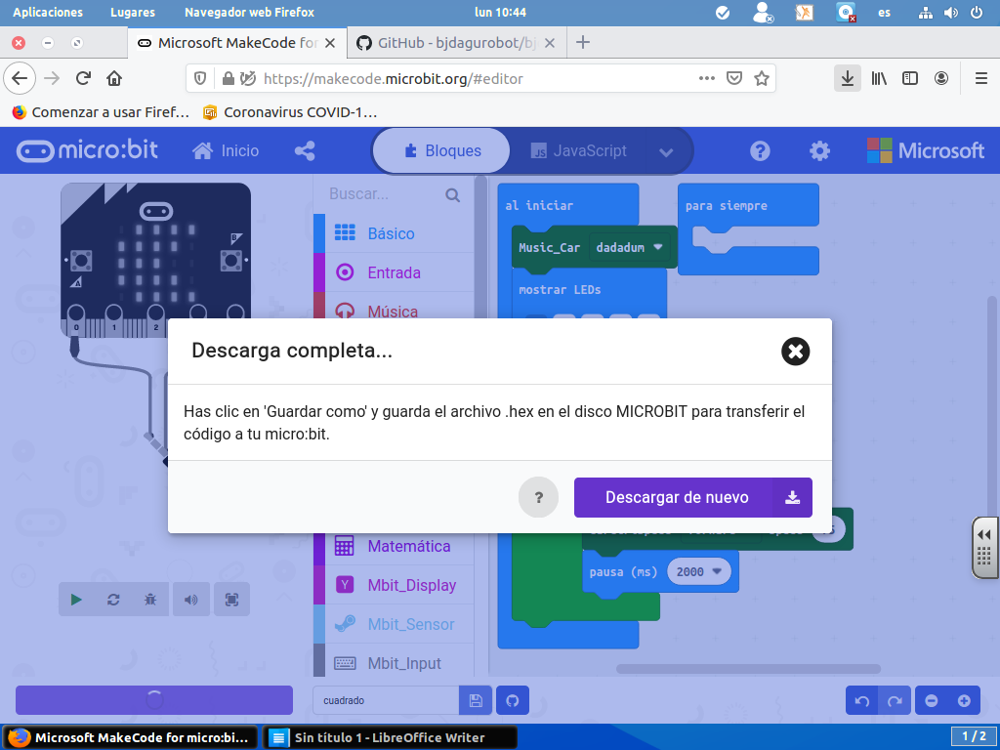 Aplicaciones Lugares Navegador web Firefox lun 10:44 es
Microsoft MakeCode for GitHub - bjdagurobot/bj
https://makecode.microbit.org/#editor
Comenzar a usar Firef… Coronavirus COVID-1…
micro:bit Inicio Bloques JS JavaScript ? Microsoft
Buscar...
al iniciar
para siempre
B
Básico
Music_Car dadadum
Entrada
A
mostrar LEDs
Música
0 1 2
Descarga completa...
Has clic en 'Guardar como' y guarda el archivo .hex en el disco MICROBIT para transferir el
código a tu micro:bit.
? Descargar de nuevo
Matemática
pausa (ms) 2000
Y Mbit_Display
Mbit_Sensor
Mbit_Input
cuadrado
Microsoft MakeCode for micro:bi… Sin título 1 - LibreOffice Writer 1 / 2